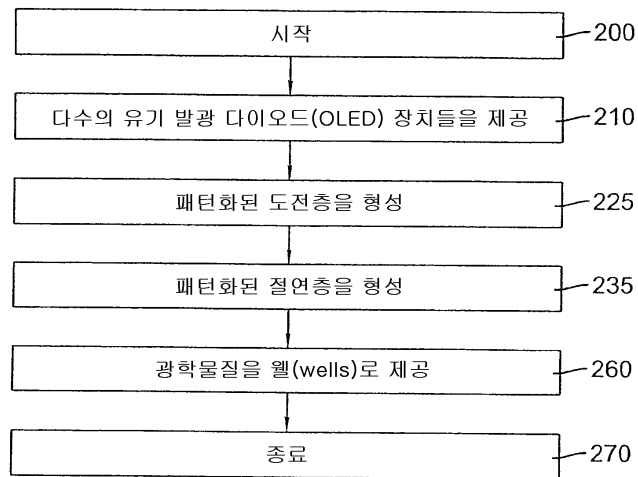 시작 200
다수의 유기 발광 다이오드(OLED) 장치들을 제공 210
패턴화된 도전층을 형성 225
패턴화된 절연층을 형성 235
광학물질을 웰(wells)로 제공 260
종료 270